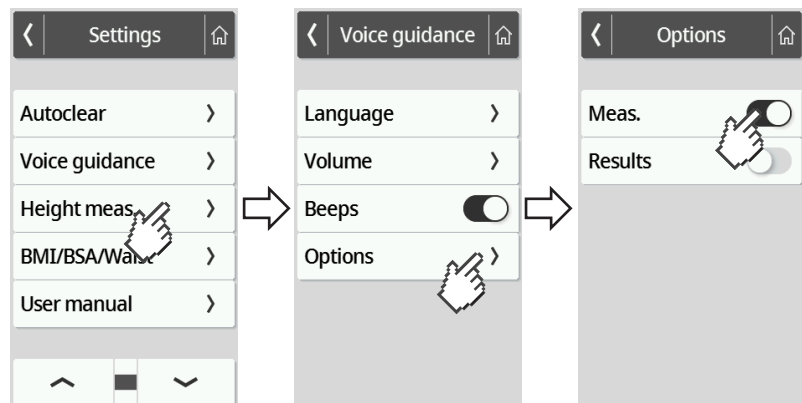 Settings
Autoclear
Voice guidance
Height meas.
BMI/BSA/Waist
User manual
Voice guidance
Language
Volume
Beeps
Options
Options
Meas.
Results